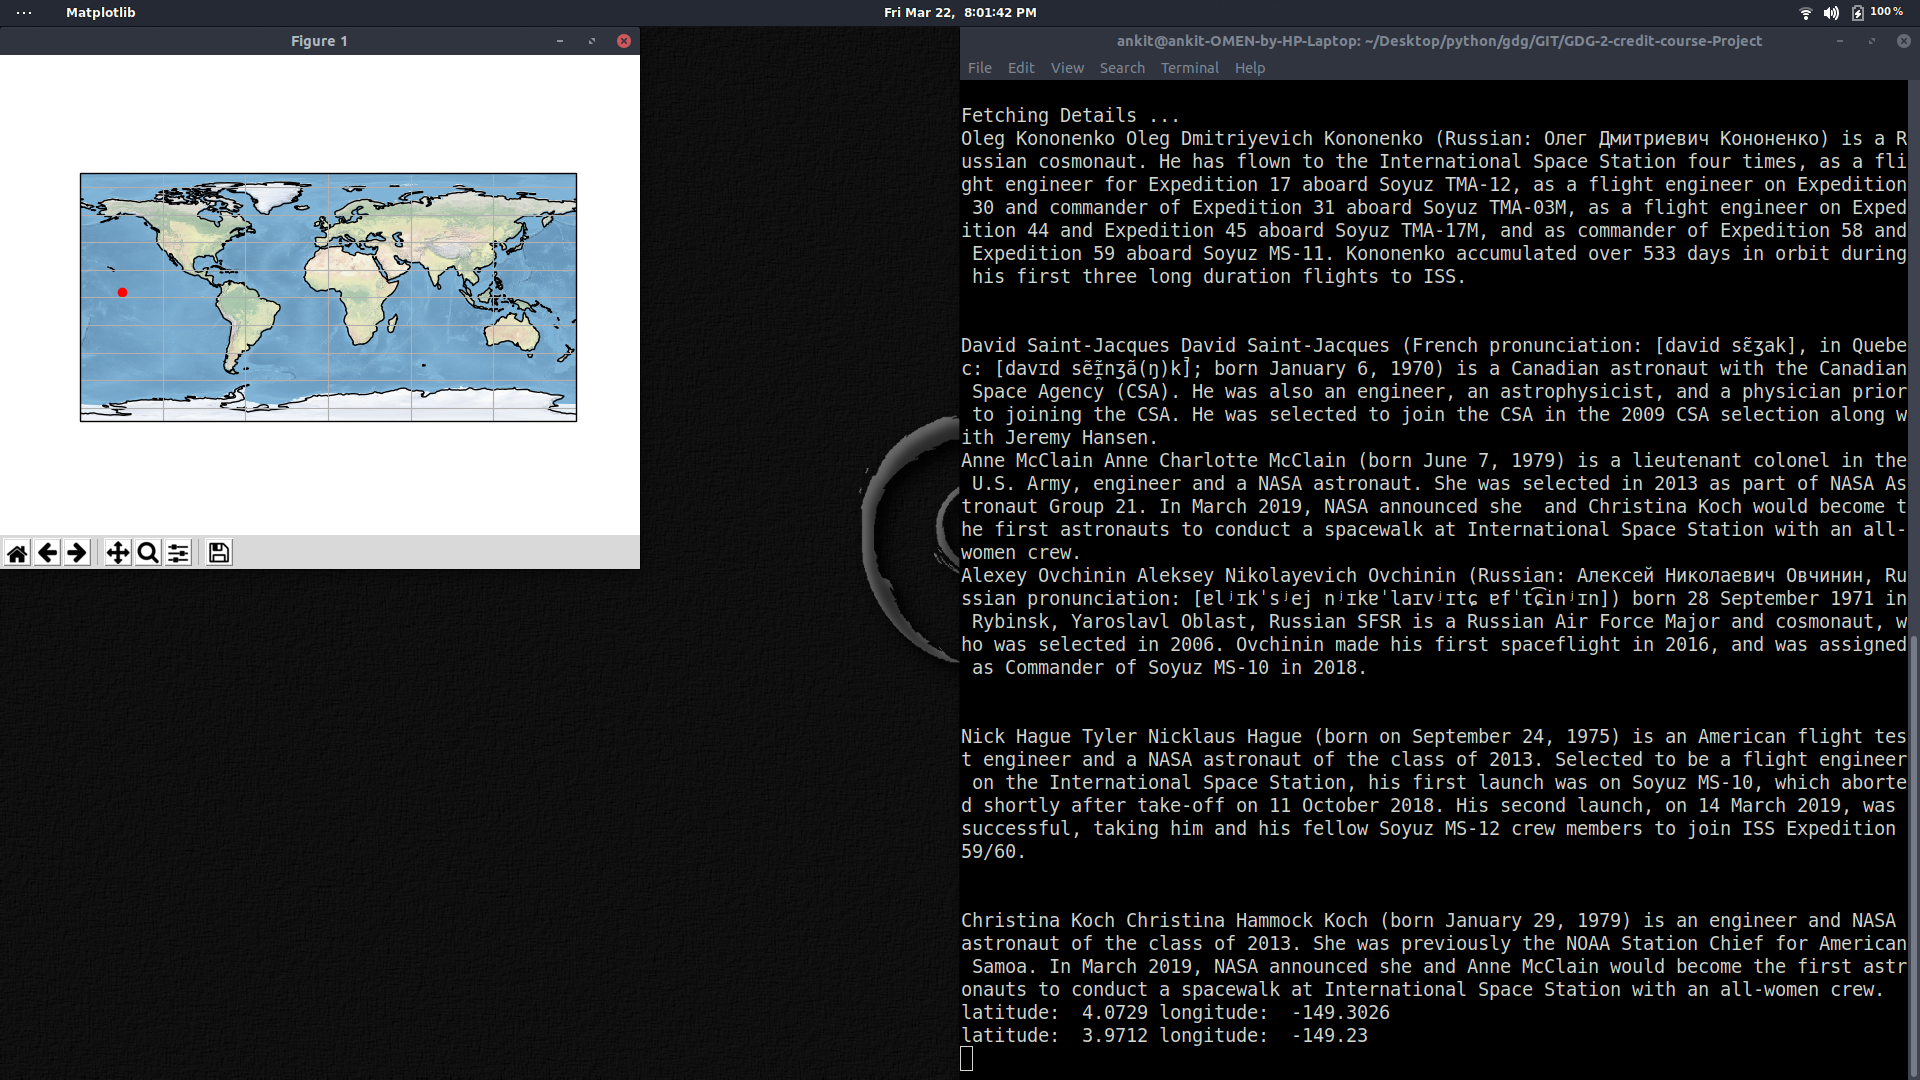 Matplotlib
Fri Mar 22, 8:01:42 PM
100 %
Figure 1
ankit@ankit-OMEN-by-HP-Laptop: ~/Desktop/python/gdg/GIT/GDG-2-credit-course-Project
File Edit View Search Terminal Help
Fetching Details ...
Oleg Kononenko Oleg Dmitriyevich Kononenko (Russian: Олег Дмитриевич Кононенко) is a R
ussian cosmonaut. He has flown to the International Space Station four times, as a fli
ght engineer for Expedition 17 aboard Soyuz TMA-12, as a flight engineer on Expedition
30 and commander of Expedition 31 aboard Soyuz TMA-03M, as a flight engineer on Exped
ition 44 and Expedition 45 aboard Soyuz TMA-17M, and as commander of Expedition 58 and
Expedition 59 aboard Soyuz MS-11. Kononenko accumulated over 533 days in orbit during
his first three long duration flights to ISS.
David Saint-Jacques David Saint-Jacques (French pronunciation: [david sɛ̃ʒak], in Quebe
c: [davɪd sẽɪ̯̃nʒã(ŋ)k̚]; born January 6, 1970) is a Canadian astronaut with the Canadian
Space Agency (CSA). He was also an engineer, an astrophysicist, and a physician prior
to joining the CSA. He was selected to join the CSA in the 2009 CSA selection along w
ith Jeremy Hansen.
Anne McClain Anne Charlotte McClain (born June 7, 1979) is a lieutenant colonel in the
U.S. Army, engineer and a NASA astronaut. She was selected in 2013 as part of NASA As
tronaut Group 21. In March 2019, NASA announced she  and Christina Koch would become t
he first astronauts to conduct a spacewalk at International Space Station with an all-
women crew.
Alexey Ovchinin Aleksey Nikolayevich Ovchinin (Russian: Алексей Николаевич Овчинин, Ru
ssian pronunciation: [ɐlʲɪkˈsʲej nʲɪkɐˈlaɪvʲɪtɕ ɐfˈt͡ɕinʲɪn]) born 28 September 1971 in
Rybinsk, Yaroslavl Oblast, Russian SFSR is a Russian Air Force Major and cosmonaut, w
ho was selected in 2006. Ovchinin made his first spaceflight in 2016, and was assigned
as Commander of Soyuz MS-10 in 2018.
Nick Hague Tyler Nicklaus Hague (born on September 24, 1975) is an American flight tes
t engineer and a NASA astronaut of the class of 2013. Selected to be a flight engineer
on the International Space Station, his first launch was on Soyuz MS-10, which aborte
d shortly after take-off on 11 October 2018. His second launch, on 14 March 2019, was
successful, taking him and his fellow Soyuz MS-12 crew members to join ISS Expedition
59/60.
Christina Koch Christina Hammock Koch (born January 29, 1979) is an engineer and NASA
astronaut of the class of 2013. She was previously the NOAA Station Chief for American
Samoa. In March 2019, NASA announced she and Anne McClain would become the first astr
onauts to conduct a spacewalk at International Space Station with an all-women crew.
latitude:  4.0729 longitude:  -149.3026
latitude:  3.9712 longitude:  -149.23